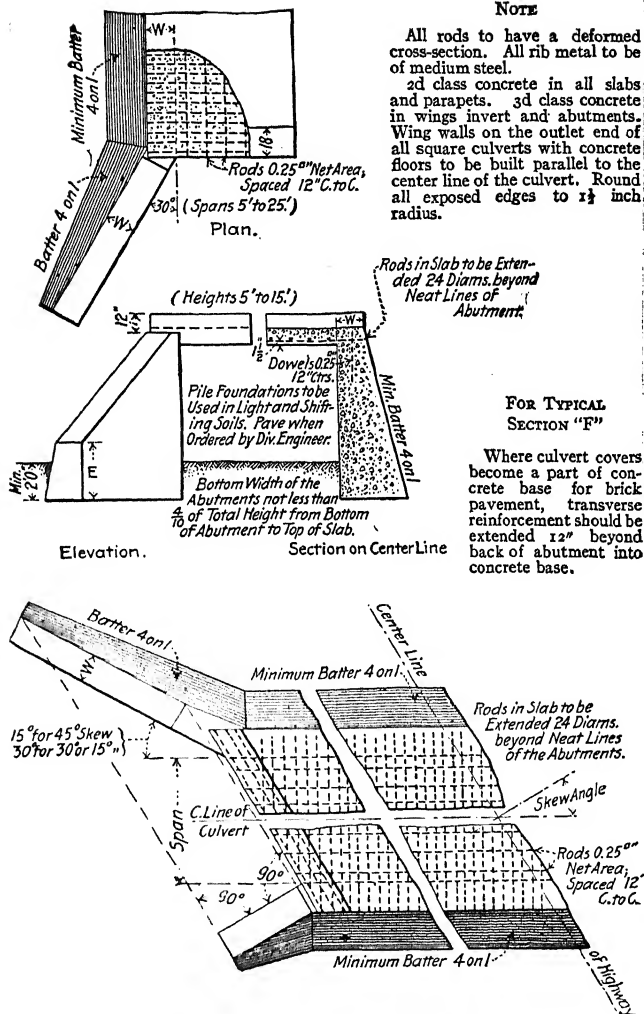 NOTE
All rods to have a deformed
cross-section. All rib metal to be
of medium steel.
2d class concrete in all slabs
and parapets. 3d class concrete
in wings invert and abutments.
Wing walls on the outlet end of
all square culverts with concrete
floors to be built parallel to the
center line of the culvert. Round
all exposed edges to 1½ inch
radius.
Minimum Batter
4 on 1
W
18"
Rods 0.25□" Net Area,
Spaced 12" C. to C.
30°
(Spans 5' to 25')
Batter 4 on 1
W
Plan.
Rods in Slab to be Exten-
ded 24 Diams. beyond
Neat Lines of
Abutment
(Heights 5' to 15')
12"
W
1½"
Dowels 0.25□"
12" Ctrs.
Pile Foundations to be
Used in Light and Shift-
ing Soils. Pave when
Ordered by Div. Engineer.
Min. Batter 4 on 1
Min.
20"
E
Bottom Width of the
Abutments not less than
4/10 of Total Height from Bottom
of Abutment to Top of Slab.
Elevation.
Section on Center Line
FOR TYPICAL
SECTION "F"
Where culvert covers
become a part of con-
crete base for brick
pavement, transverse
reinforcement should be
extended 12" beyond
back of abutment into
concrete base.
Batter 4 on 1
W
Minimum Batter 4 on 1
Center Line
Rods in Slab to be
Extended 24 Diams.
beyond Neat Lines
of the Abutments.
15° for 45° Skew
30° for 30° or 15° "
Span
C. Line of
Culvert
Skew Angle
90°
90°
Rods 0.25□"
Net Area,
Spaced 12"
C. to C.
Minimum Batter 4 on 1
of Highway